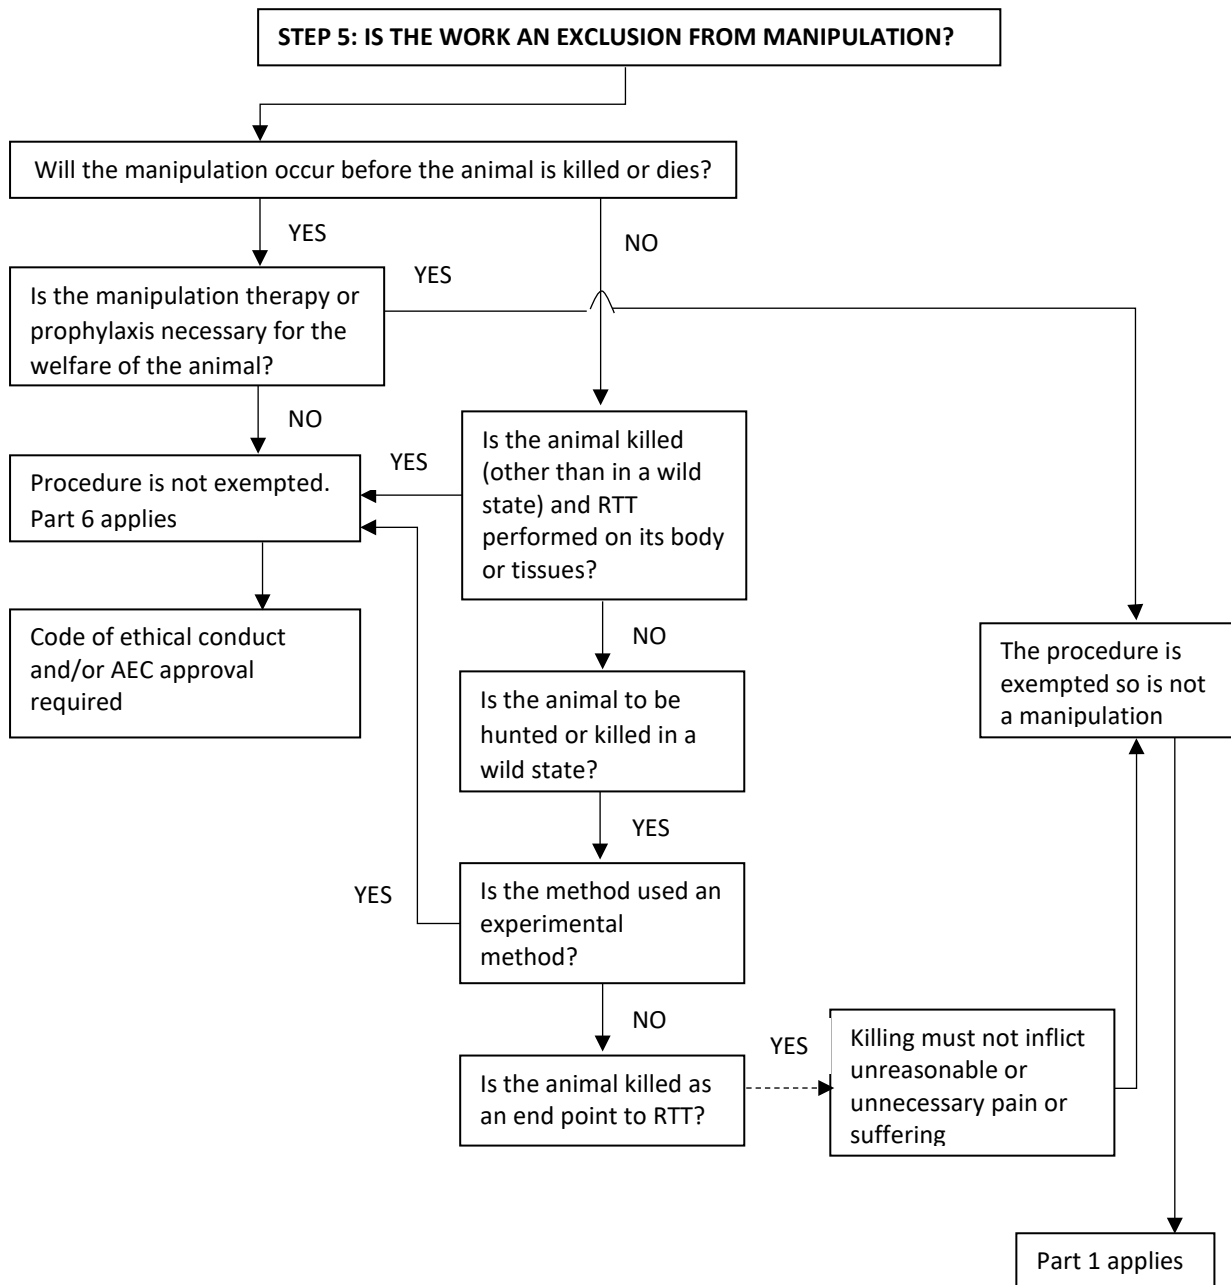 STEP 5: IS THE WORK AN EXCLUSION FROM MANIPULATION?
Will the manipulation occur before the animal is killed or dies?
YES
NO
Is the manipulation therapy or
prophylaxis necessary for the
welfare of the animal?
YES
NO
Is the animal killed
(other than in a wild
state) and RTT
performed on its body
or tissues?
YES
Procedure is not exempted.
Part 6 applies
Code of ethical conduct
and/or AEC approval
required
NO
The procedure is
exempted so is not
a manipulation
Is the animal to be
hunted or killed in a
wild state?
YES
Is the method used an
experimental
method?
YES
NO
Is the animal killed as
an end point to RTT?
YES
Killing must not inflict
unreasonable or
unnecessary pain or
suffering
Part 1 applies